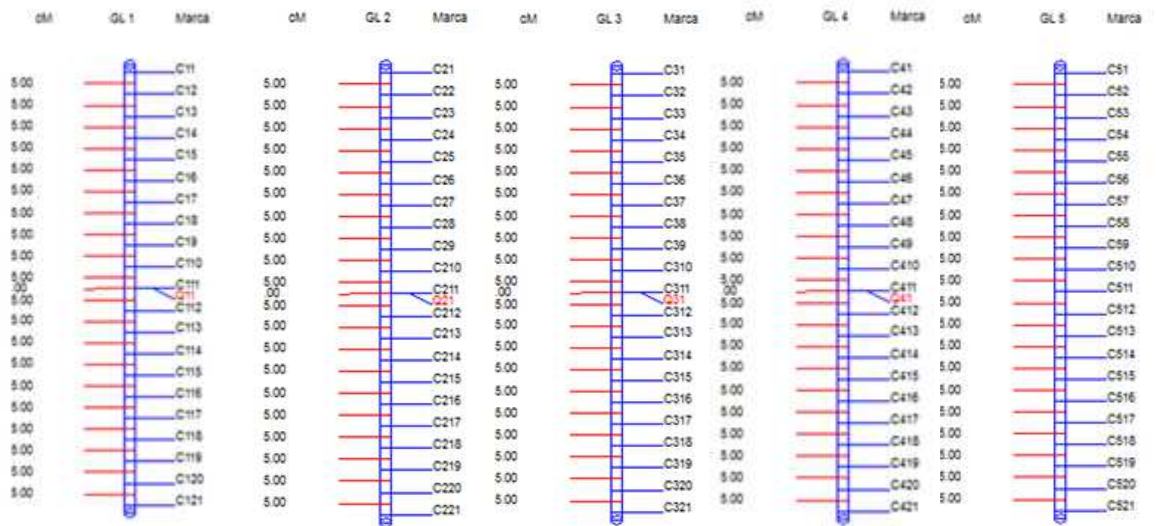 cM GL 1 Marca
C11
5.00
C12
5.00
C13
5.00
C14
5.00
C15
5.00
C16
5.00
C17
5.00
C18
5.00
C19
5.00
C110
5.00
C111
.00
Q11
5.00
C112
5.00
C113
5.00
C114
5.00
C115
5.00
C116
5.00
C117
5.00
C118
5.00
C119
5.00
C120
5.00
C121
cM GL 2 Marca
C21
5.00
C22
5.00
C23
5.00
C24
5.00
C25
5.00
C26
5.00
C27
5.00
C28
5.00
C29
5.00
C210
5.00
C211
.00
Q21
5.00
C212
5.00
C213
5.00
C214
5.00
C215
5.00
C216
5.00
C217
5.00
C218
5.00
C219
5.00
C220
5.00
C221
cM GL 3 Marca
C31
5.00
C32
5.00
C33
5.00
C34
5.00
C35
5.00
C36
5.00
C37
5.00
C38
5.00
C39
5.00
C310
5.00
C311
.00
Q31
5.00
C312
5.00
C313
5.00
C314
5.00
C315
5.00
C316
5.00
C317
5.00
C318
5.00
C319
5.00
C320
5.00
C321
cM GL 4 Marca
C41
5.00
C42
5.00
C43
5.00
C44
5.00
C45
5.00
C46
5.00
C47
5.00
C48
5.00
C49
5.00
C410
5.00
C411
.00
Q41
5.00
C412
5.00
C413
5.00
C414
5.00
C415
5.00
C416
5.00
C417
5.00
C418
5.00
C419
5.00
C420
5.00
C421
cM GL 5 Marca
C51
5.00
C52
5.00
C53
5.00
C54
5.00
C55
5.00
C56
5.00
C57
5.00
C58
5.00
C59
5.00
C510
5.00
C511
5.00
C512
5.00
C513
5.00
C514
5.00
C515
5.00
C516
5.00
C517
5.00
C518
5.00
C519
5.00
C520
5.00
C521